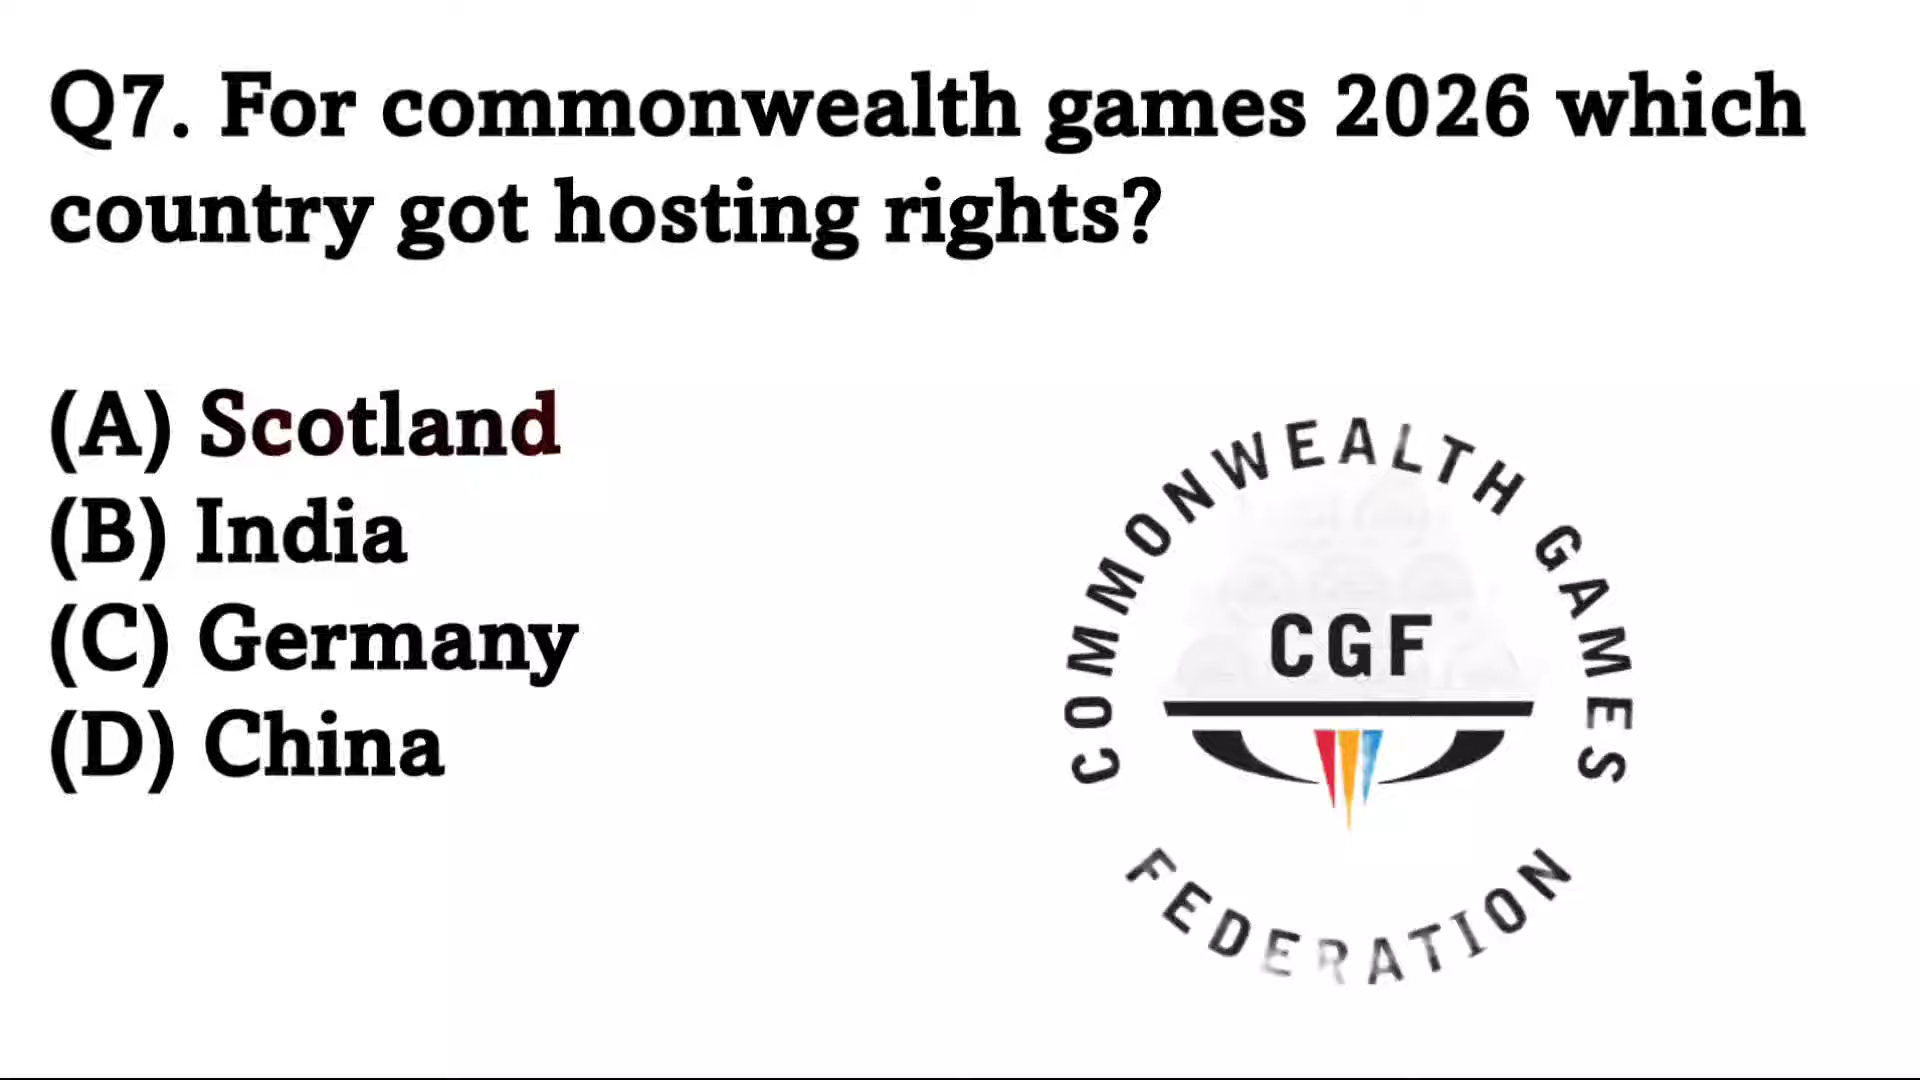 Q7. For commonwealth games 2026 which
country got hosting rights?
(A) Scotland
(B) India
(C) Germany
(D) China
COMMONWEALTH GAMES
CGF
FEDERATION